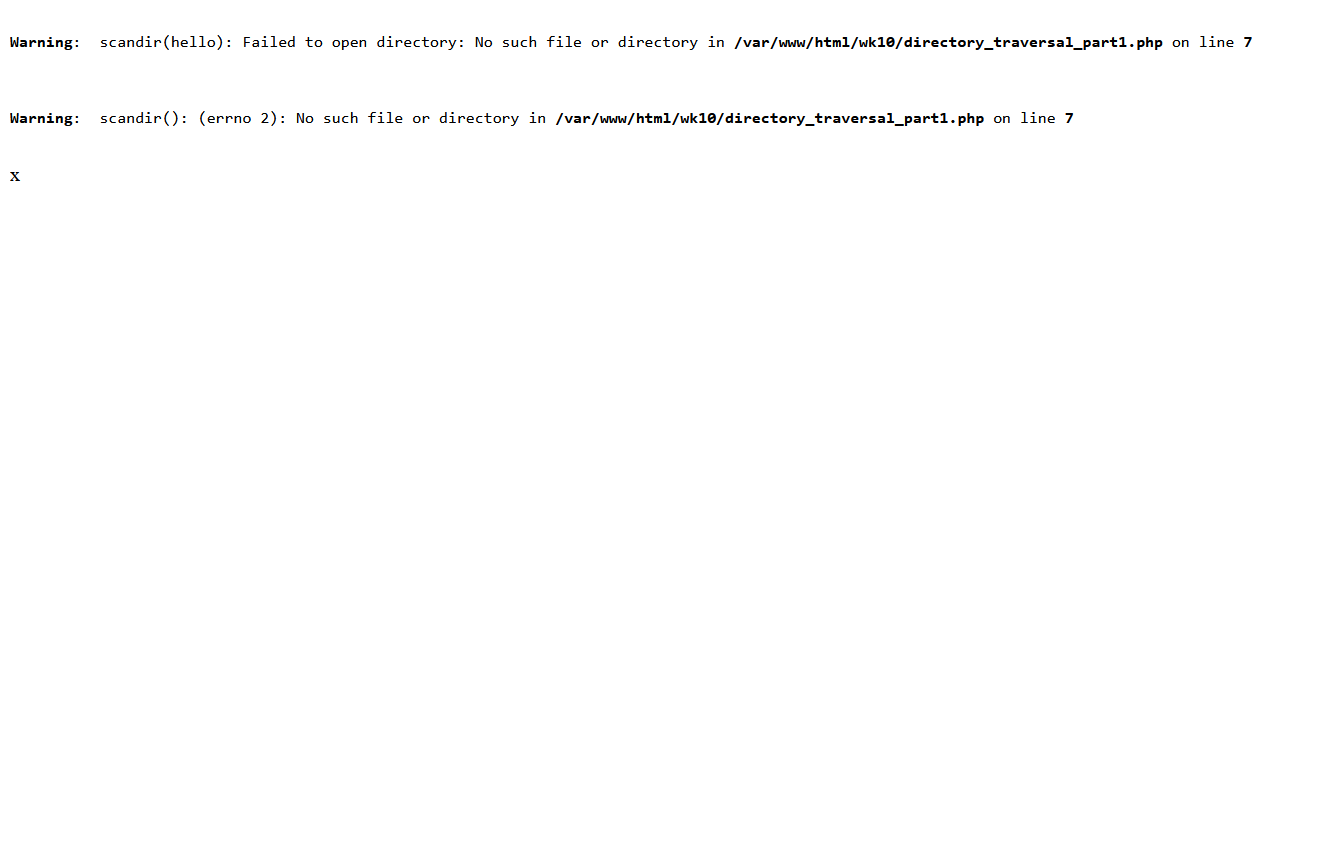 Warning:  scandir(hello): Failed to open directory: No such file or directory in /var/www/html/wk10/directory_traversal_part1.php on line 7
Warning:  scandir(): (errno 2): No such file or directory in /var/www/html/wk10/directory_traversal_part1.php on line 7
x